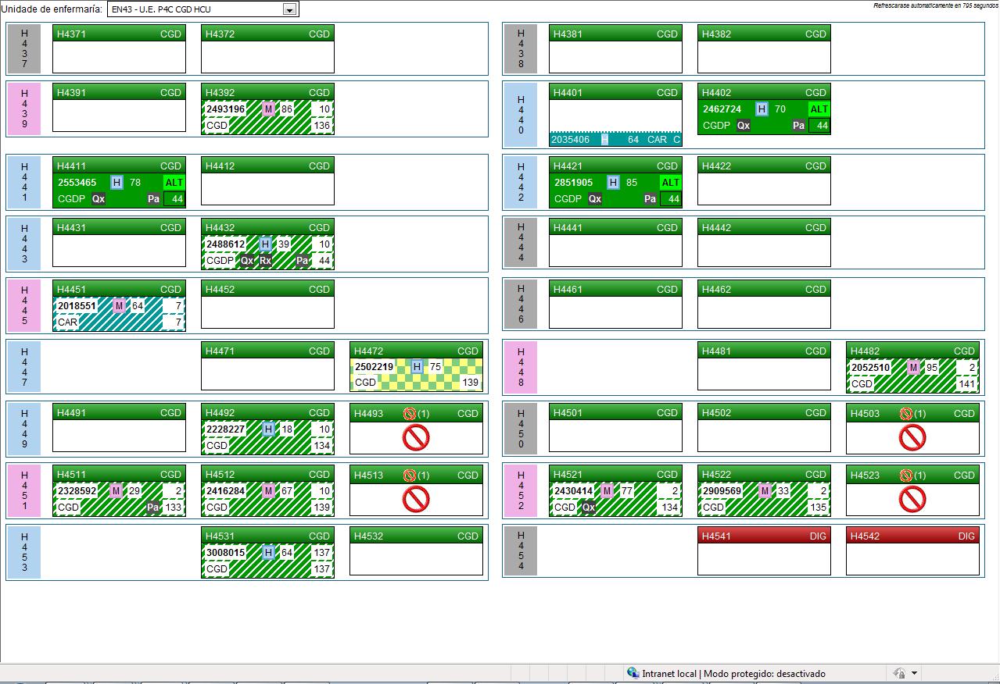 Unidade de enfermaría: EN43 - U.E. P4C CGD HCU
Refrescarase automaticamente en 795 segundos
H437
H4371 CGD
H4372 CGD
H438
H4381 CGD
H4382 CGD
H439
H4391 CGD
H4392 CGD
2493196 M 86 10
CGD 136
H440
H4401 CGD
2035406 H 64 CAR C
H4402 CGD
2462724 H 70 ALT
CGDP Qx Pa 44
H441
H4411 CGD
2553465 H 78 ALT
CGDP Qx Pa 44
H4412 CGD
H442
H4421 CGD
2851905 H 85 ALT
CGDP Qx Pa 44
H4422 CGD
H443
H4431 CGD
H4432 CGD
2488612 H 39 10
CGDP Qx Rx Pa 44
H444
H4441 CGD
H4442 CGD
H445
H4451 CGD
2018551 M 64 7
CAR 7
H4452 CGD
H446
H4461 CGD
H4462 CGD
H447
H4471 CGD
H4472 CGD
2502219 H 75
CGD 139
H448
H4481 CGD
H4482 CGD
2052510 M 95 2
CGD 141
H449
H4491 CGD
H4492 CGD
2228227 H 18 10
CGD 134
H4493 (1) CGD
H450
H4501 CGD
H4502 CGD
H4503 (1) CGD
H451
H4511 CGD
2328592 M 29 2
CGD Pa 133
H4512 CGD
2416284 M 67 10
CGD 139
H4513 (1) CGD
H452
H4521 CGD
2430414 M 77 2
CGD Qx 134
H4522 CGD
2909569 M 33 2
CGD 135
H4523 (1) CGD
H453
H4531 CGD
3008015 H 64 137
CGD 137
H4532 CGD
H454
H4541 DIG
H4542 DIG
Intranet local | Modo protegido: desactivado